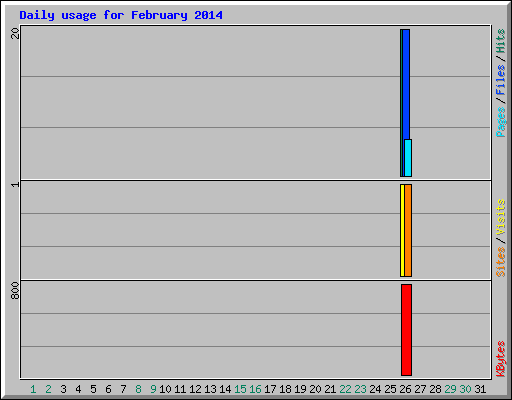 Daily usage for February 2014
20
1
800
Pages/Files/Hits
Sites/Visits
KBytes
1 2 3 4 5 6 7 8 9 10 11 12 13 14 15 16 17 18 19 20 21 22 23 24 25 26 27 28 29 30 31